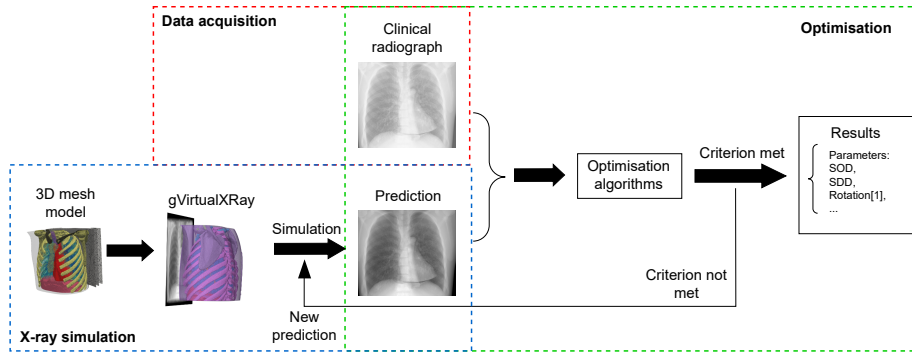 Data acquisition
Optimisation
Clinical
radiograph
Results
Parameters:
SOD,
SDD,
Rotation[1],
...
Optimisation
algorithms
Criterion met
3D mesh
model
gVirtualXRay
Simulation
Prediction
Criterion not
met
New
prediction
X-ray simulation